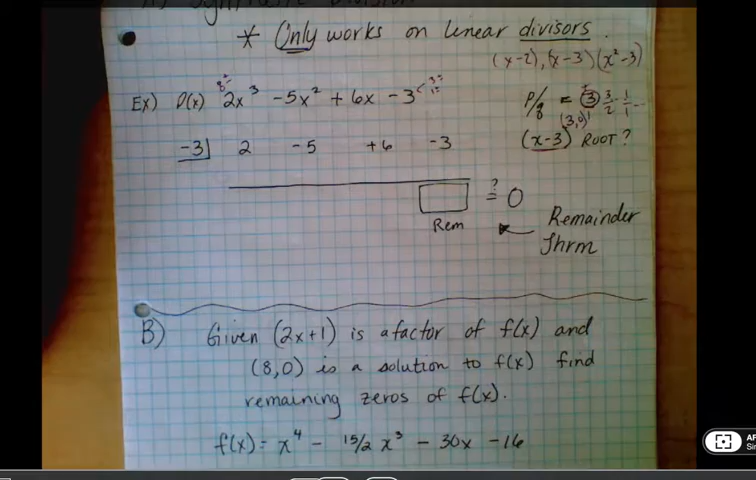 * Only works on linear divisors.
(x-2), (x-3) (x²-3)
Ex) P(x) 2x³ -5x² +6x -3
P/q = ±3 3/2 1/1 ...
(3,0)
-3| 2 -5 +6 -3
(x-3) ROOT?
? = 0
Rem
Remainder
Thrm
B) Given (2x+1) is a factor of f(x) and
(8,0) is a solution to f(x) find
remaining zeros of f(x).
f(x) = x⁴ - 15/2 x³ - 30x - 16